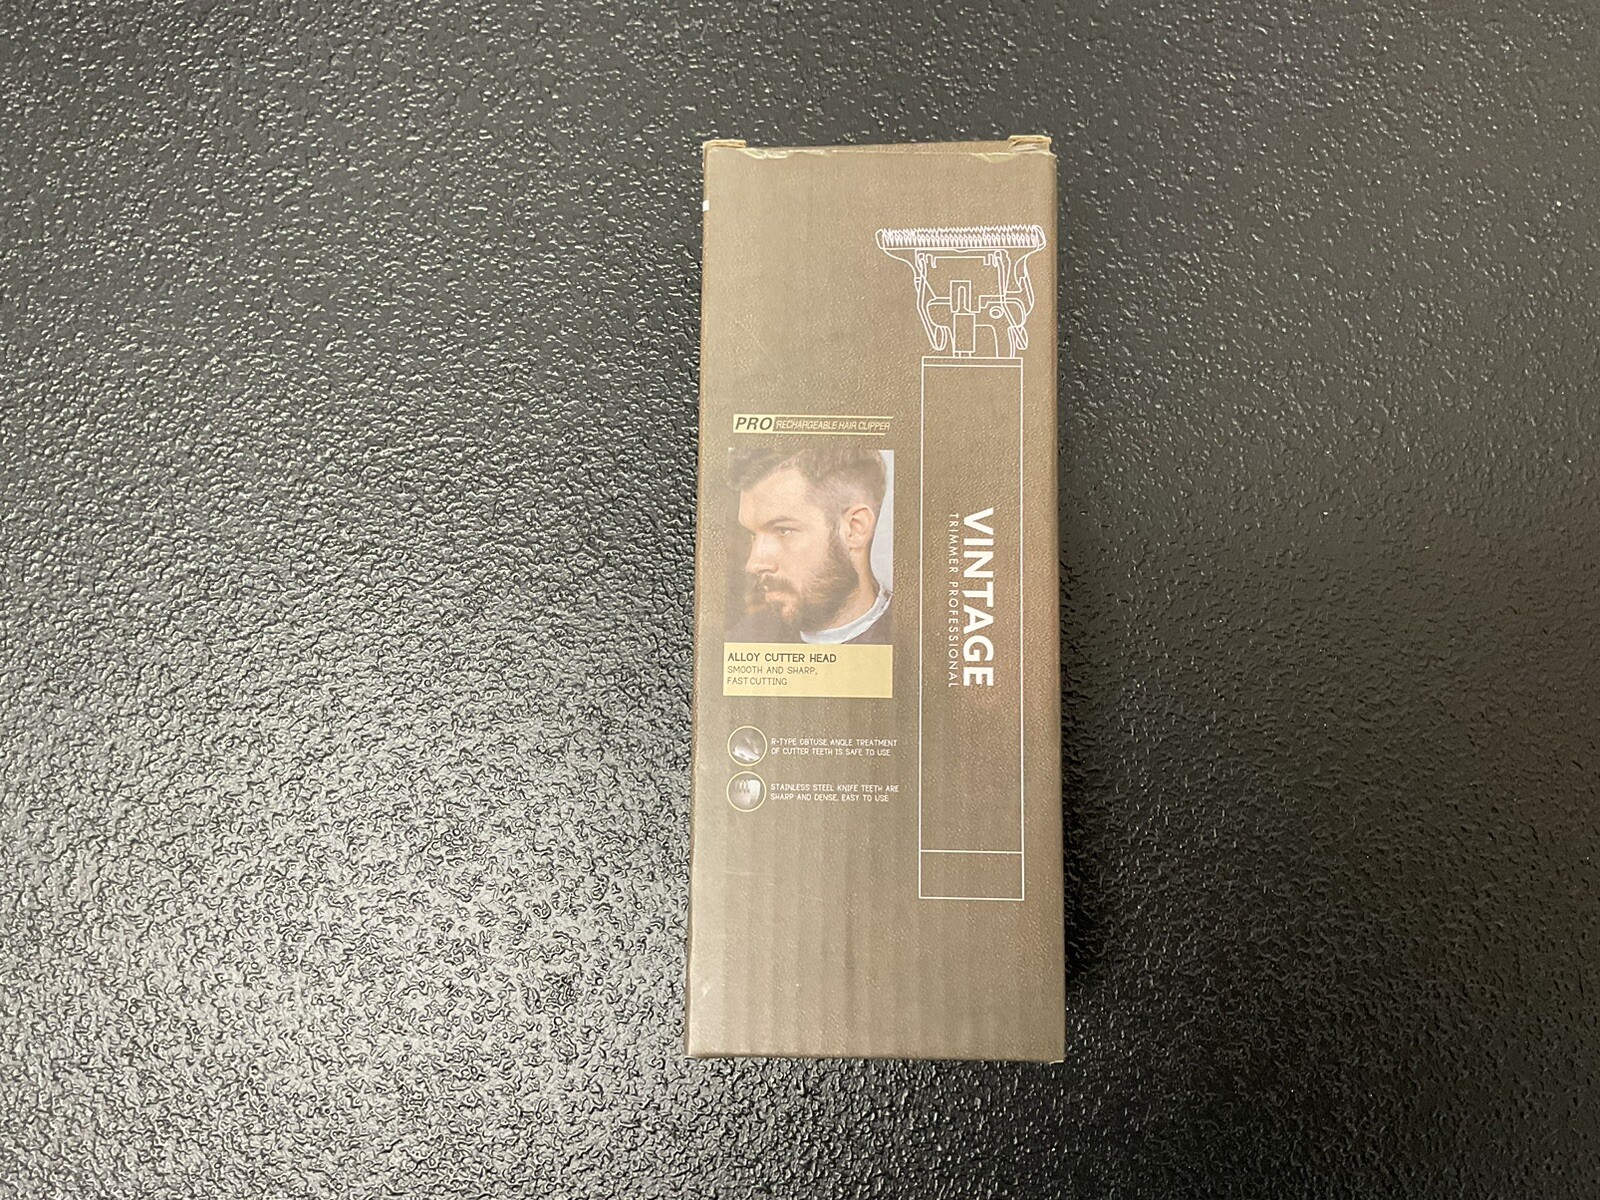 PRO RECHARGEABLE HAIR CLIPPER
ALLOY CUTTER HEAD
SMOOTH AND SHARP,
FAST CUTTING
R-TYPE OBTUSE ANGLE TREATMENT
OF CUTTER TEETH IS SAFE TO USE
STAINLESS STEEL KNIFE TEETH ARE
SHARP AND DENSE, EASY TO USE
VINTAGE
TRIMMER PROFESSIONAL